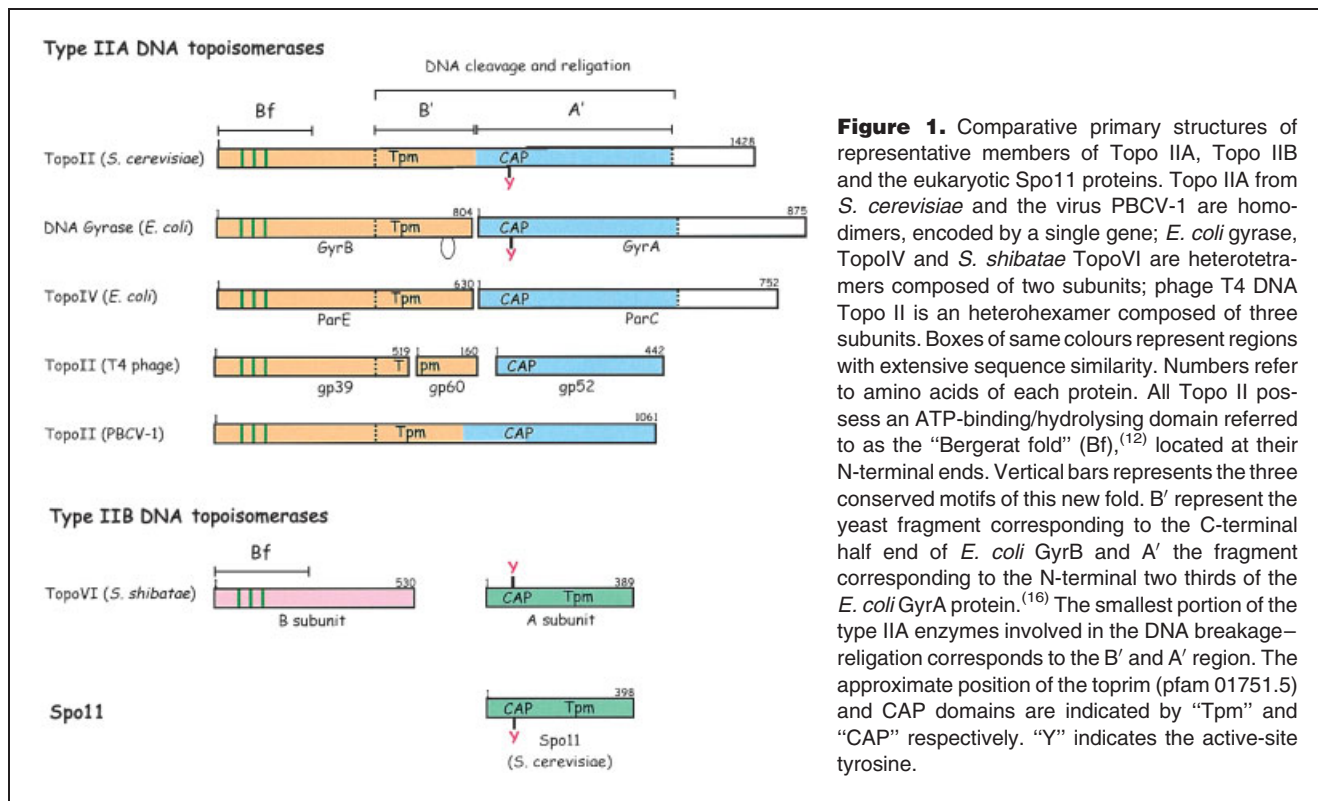 Type IIA DNA topoisomerases
DNA cleavage and religation
Bf B' A'
TopoII (S. cerevisiae) 1 Tpm CAP 1428
Y
DNA Gyrase (E. coli) 1 Tpm 804 1 CAP 875
GyrB Y GyrA
TopoIV (E. coli) 1 Tpm 630 1 CAP 752
ParE ParC
TopoII (T4 phage) 1 T 519 1 pm 160 1 CAP 442
gp39 gp60 gp52
TopoII (PBCV-1) 1 Tpm CAP 1061
Type IIB DNA topoisomerases
Bf
Y
TopoVI (S. shibatae) 1 530 1 CAP Tpm 389
B subunit A subunit
Spo11 1 CAP Tpm 398
Y Spo11
(S. cerevisiae)
Figure 1. Comparative primary structures of
representative members of Topo IIA, Topo IIB
and the eukaryotic Spo11 proteins. Topo IIA from
S. cerevisiae and the virus PBCV-1 are homo-
dimers, encoded by a single gene; E. coli gyrase,
TopoIV and S. shibatae TopoVI are heterotetra-
mers composed of two subunits; phage T4 DNA
Topo II is an heterohexamer composed of three
subunits. Boxes of same colours represent regions
with extensive sequence similarity. Numbers refer
to amino acids of each protein. All Topo II pos-
sess an ATP-binding/hydrolysing domain referred
to as the “Bergerat fold” (Bf),(12) located at their
N-terminal ends. Vertical bars represents the three
conserved motifs of this new fold. B′ represent the
yeast fragment corresponding to the C-terminal
half end of E. coli GyrB and A′ the fragment
corresponding to the N-terminal two thirds of the
E. coli GyrA protein.(16) The smallest portion of the
type IIA enzymes involved in the DNA breakage–
religation corresponds to the B′ and A′ region. The
approximate position of the toprim (pfam 01751.5)
and CAP domains are indicated by “Tpm” and
“CAP” respectively. “Y” indicates the active-site
tyrosine.